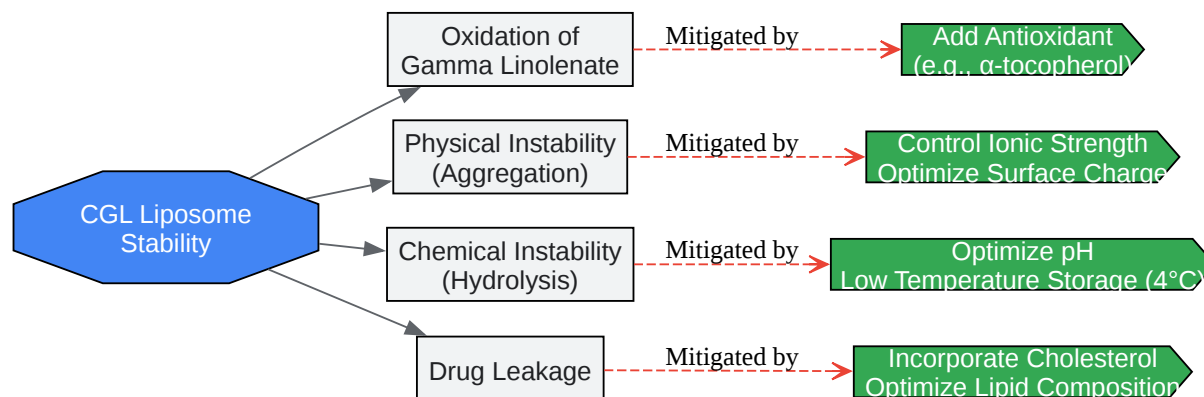 Oxidation of
Gamma Linolenate
Mitigated by
Add Antioxidant
(e.g., α-tocopherol)
Physical Instability
(Aggregation)
Mitigated by
Control Ionic Strength
Optimize Surface Charge
CGL Liposome
Stability
Chemical Instability
(Hydrolysis)
Mitigated by
Optimize pH
Low Temperature Storage (4°C)
Drug Leakage
Mitigated by
Incorporate Cholesterol
Optimize Lipid Composition